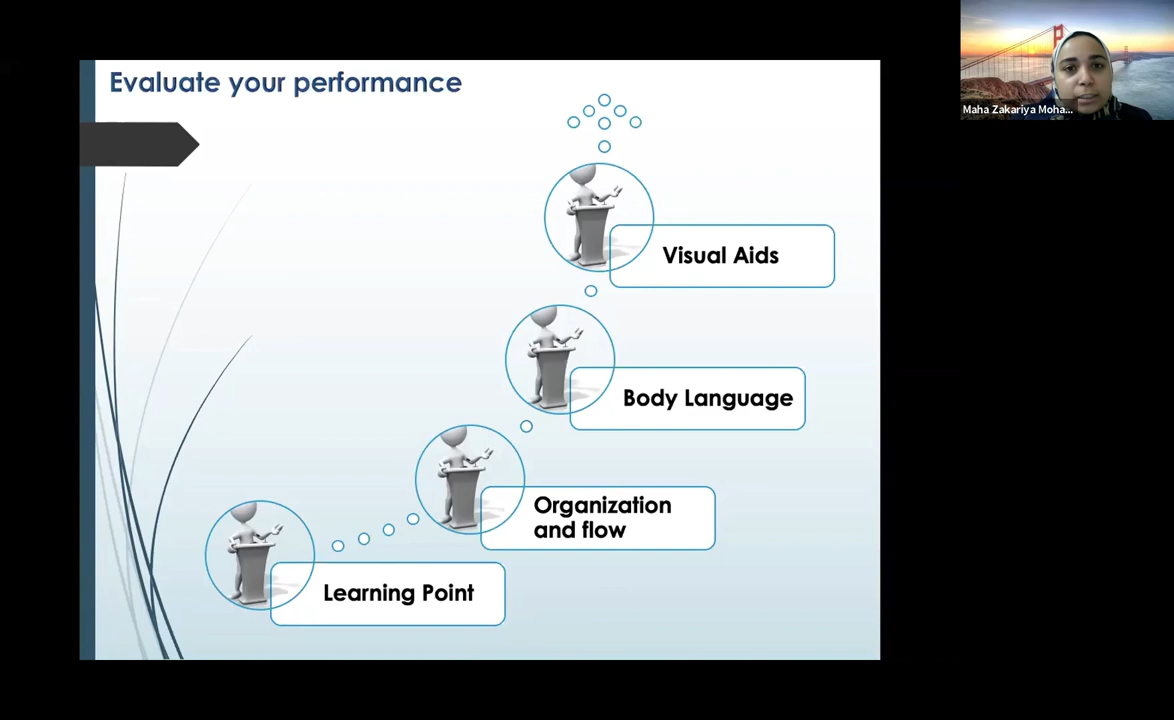 Evaluate your performance
Maha Zakariya Moha...
Visual Aids
Body Language
Organization
and flow
Learning Point